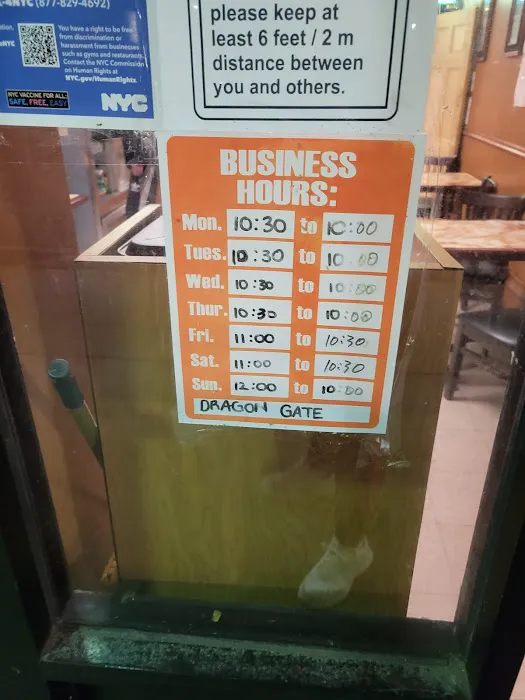 -4NYC (877-829-4692)
You have a right to be free
from discrimination or
harassment from businesses
such as gyms and restaurants.
Contact the NYC Commission
on Human Rights at
NYC.gov/HumanRights.
NYC VACCINE FOR ALL:
SAFE, FREE, EASY
NYC
please keep at
least 6 feet / 2 m
distance between
you and others.
BUSINESS
HOURS:
Mon. 10:30 to 10:00
Tues. 10:30 to 10:00
Wed. 10:30 to 10:00
Thur. 10:30 to 10:00
Fri. 11:00 to 10:30
Sat. 11:00 to 10:30
Sun. 12:00 to 10:00
DRAGON GATE